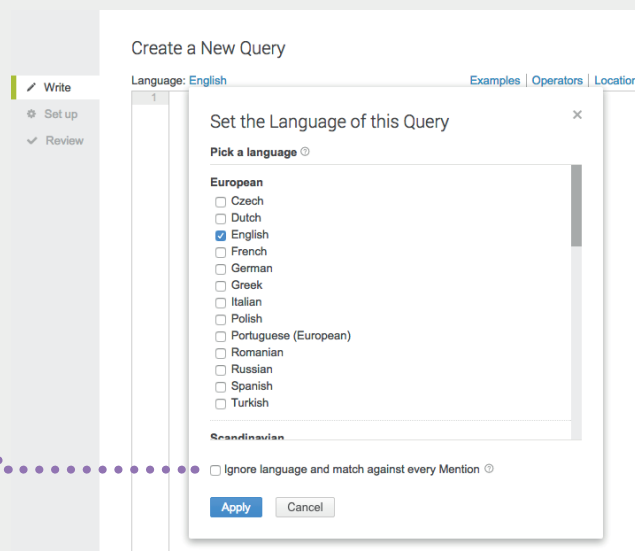 Create a New Query
Language: English
Examples | Operators | Location
Write
Set up
Review
1
Set the Language of this Query
×
Pick a language ?
European
Czech
Dutch
English
French
German
Greek
Italian
Polish
Portuguese (European)
Romanian
Russian
Spanish
Turkish
Scandinavian
Ignore language and match against every Mention ?
Apply
Cancel